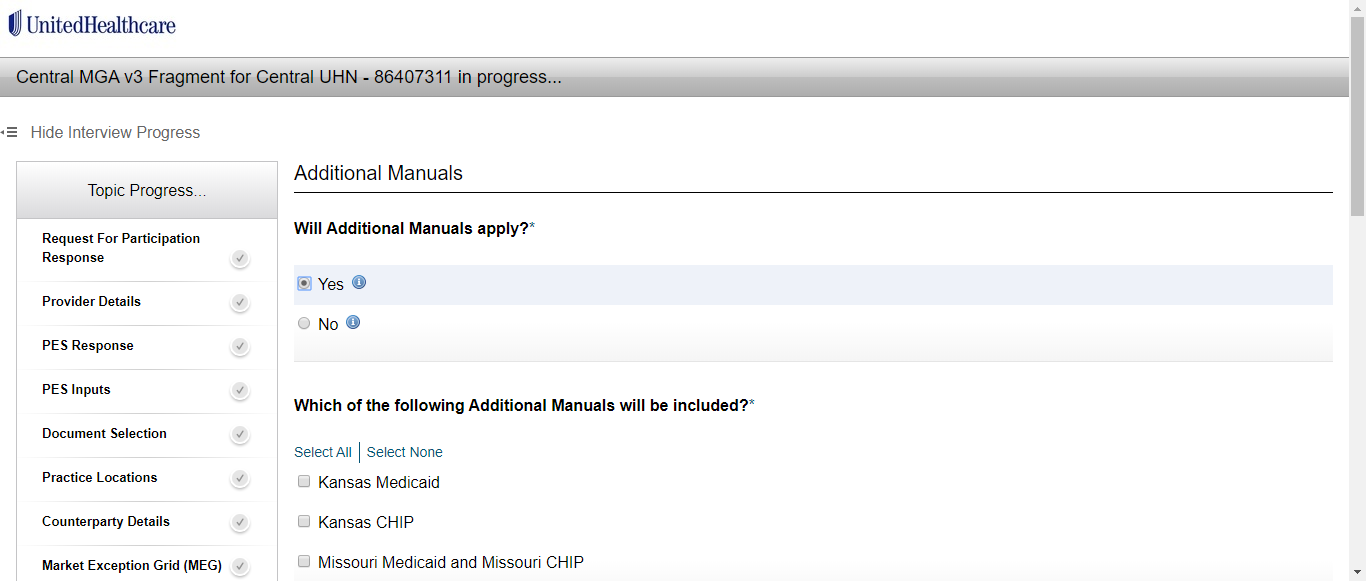 UnitedHealthcare
Central MGA v3 Fragment for Central UHN - 86407311 in progress...
Hide Interview Progress
Topic Progress...
Request For Participation
Response
Provider Details
PES Response
PES Inputs
Document Selection
Practice Locations
Counterparty Details
Market Exception Grid (MEG)
Additional Manuals
Will Additional Manuals apply?*
Yes
No
Which of the following Additional Manuals will be included?*
Select All | Select None
Kansas Medicaid
Kansas CHIP
Missouri Medicaid and Missouri CHIP